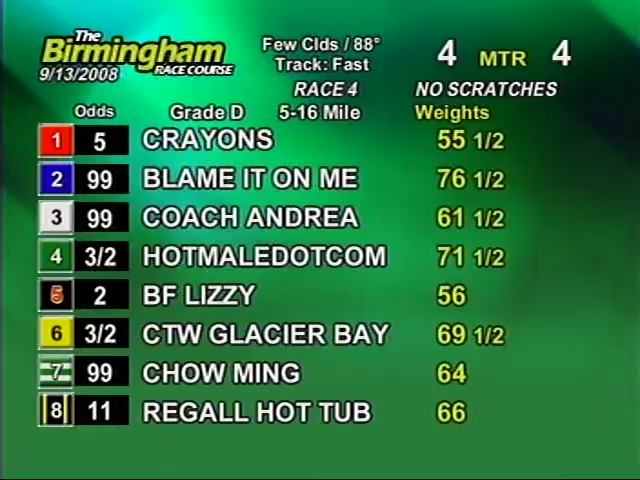 The
Birmingham
RACE COURSE
9/13/2008
Few Clds / 88°
Track: Fast
4 MTR 4
RACE 4 NO SCRATCHES
Odds Grade D 5-16 Mile Weights
1 5 CRAYONS 55 1/2
2 99 BLAME IT ON ME 76 1/2
3 99 COACH ANDREA 61 1/2
4 3/2 HOTMALEDOTCOM 71 1/2
5 2 BF LIZZY 56
6 3/2 CTW GLACIER BAY 69 1/2
7 99 CHOW MING 64
8 11 REGALL HOT TUB 66